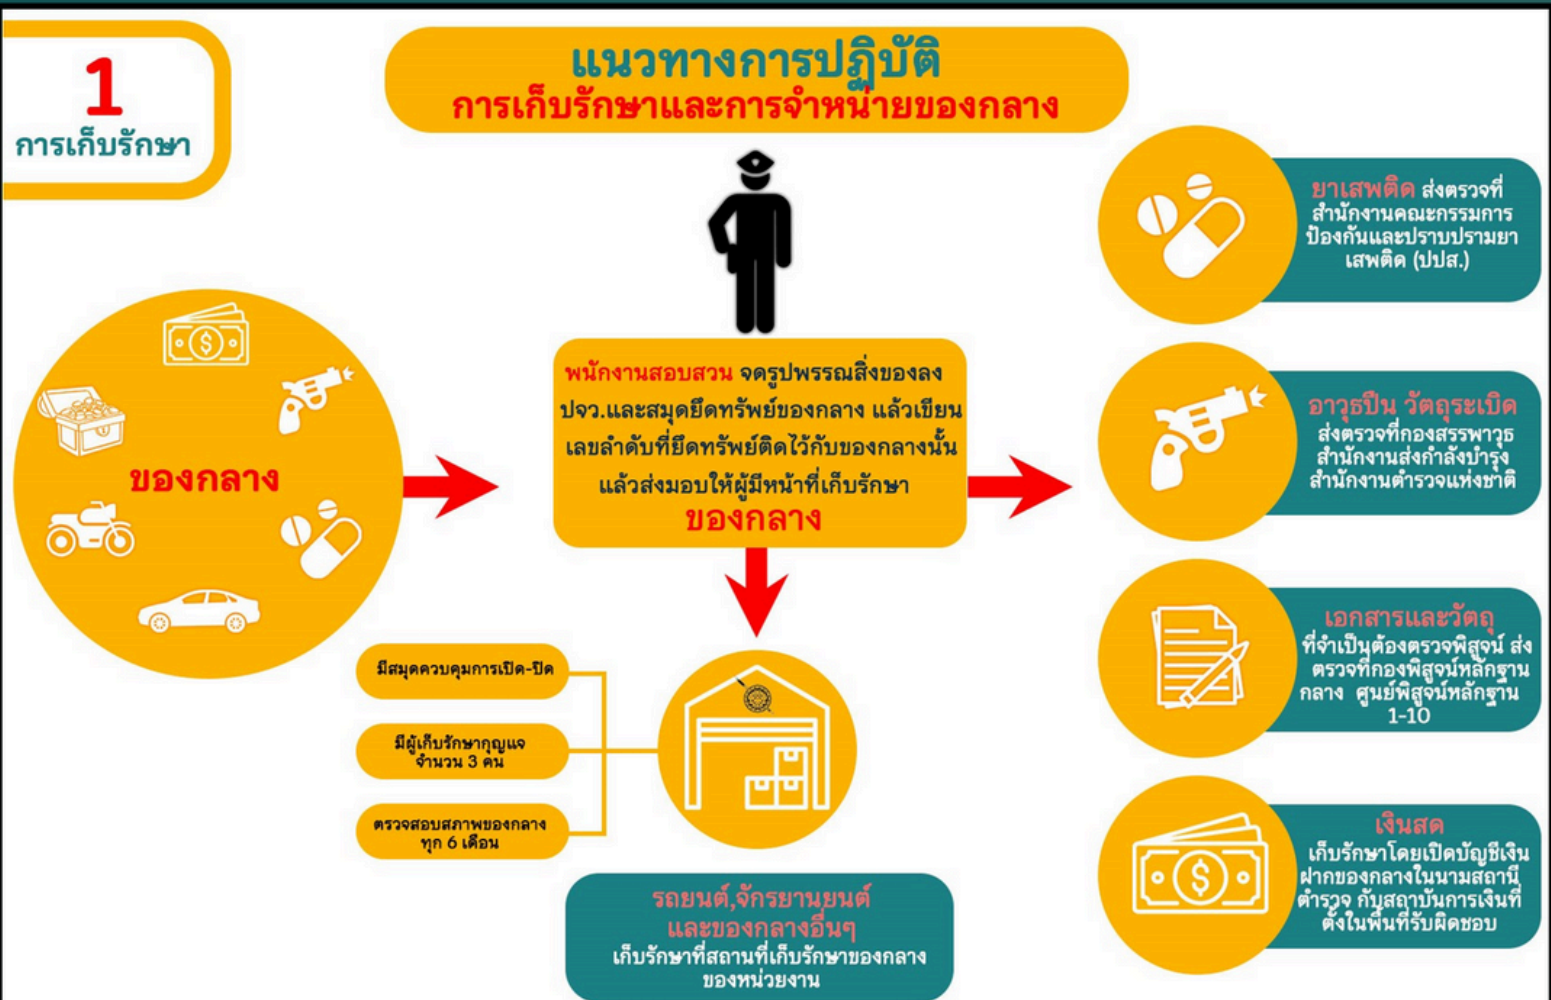 1
การเก็บรักษา
แนวทางการปฏิบัติ
การเก็บรักษาและการจำหน่ายของกลาง
ของกลาง
พนักงานสอบสวน จดรูปพรรณสิ่งของลง
ปจว.และสมุดยึดทรัพย์ของกลาง แล้วเขียน
เลขลำดับที่ยึดทรัพย์ติดไว้กับของกลางนั้น
แล้วส่งมอบให้ผู้มีหน้าที่เก็บรักษา
ของกลาง
มีสมุดควบคุมการเปิด-ปิด
มีผู้เก็บรักษากุญแจ
จำนวน 3 คน
ตรวจสอบสภาพของกลาง
ทุก 6 เดือน
รถยนต์,จักรยานยนต์
และของกลางอื่นๆ
เก็บรักษาที่สถานที่เก็บรักษาของกลาง
ของหน่วยงาน
ยาเสพติด ส่งตรวจที่
สำนักงานคณะกรรมการ
ป้องกันและปราบปรามยา
เสพติด (ปปส.)
อาวุธปืน วัตถุระเบิด
ส่งตรวจที่กองสรรพาวุธ
สำนักงานส่งกำลังบำรุง
สำนักงานตำรวจแห่งชาติ
เอกสารและวัตถุ
ที่จำเป็นต้องตรวจพิสูจน์ ส่ง
ตรวจที่กองพิสูจน์หลักฐาน
กลาง ศูนย์พิสูจน์หลักฐาน
1-10
เงินสด
เก็บรักษาโดยเปิดบัญชีเงิน
ฝากของกลางในนามสถานี
ตำรวจ กับสถาบันการเงินที่
ตั้งในพื้นที่รับผิดชอบ